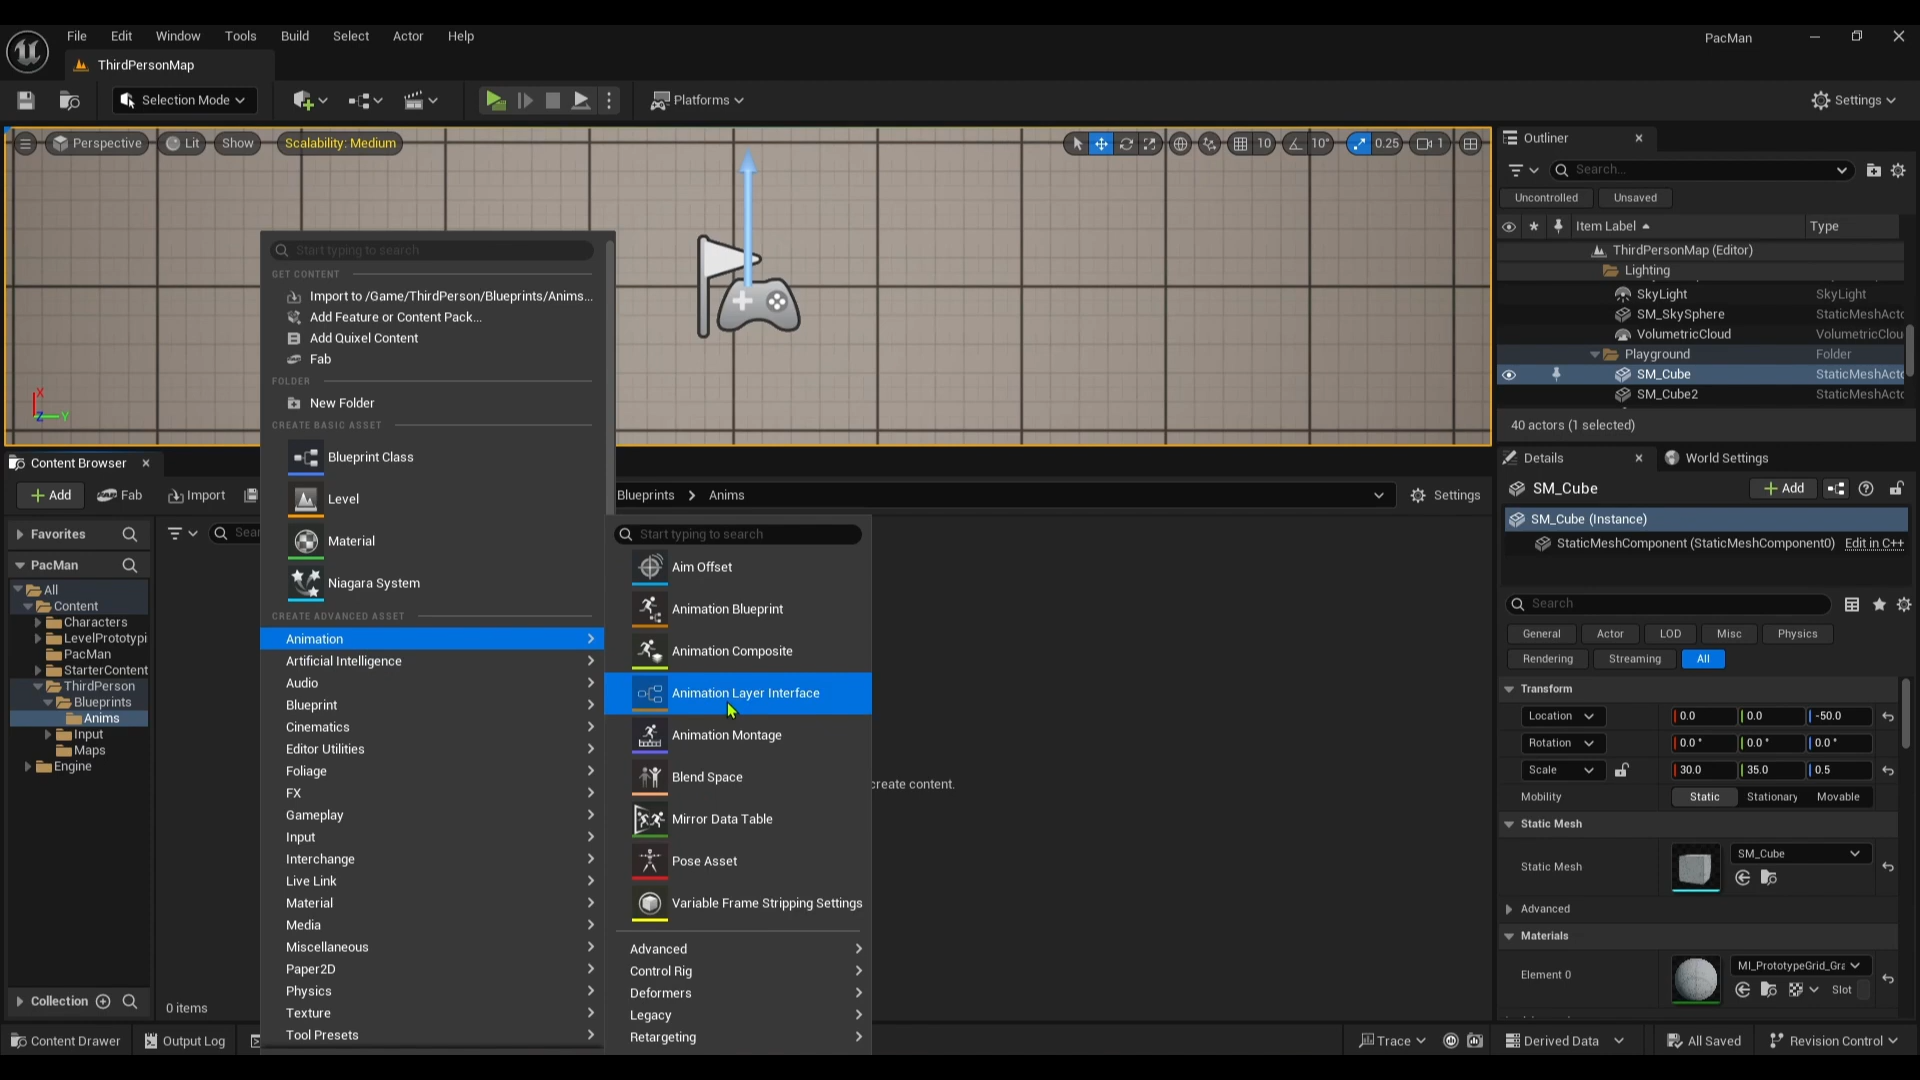 File Edit Window Tools Build Select Actor Help
PacMan
ThirdPersonMap
Selection Mode
Platforms
Settings
Perspective Lit Show Scalability: Medium
10 10° 0.25 1
X
Z Y
Outliner
Search...
Uncontrolled Unsaved
Item Label Type
ThirdPersonMap (Editor)
Lighting
SkyLight SkyLight
SM_SkySphere StaticMeshActo
VolumetricCloud VolumetricClou
Playground Folder
SM_Cube StaticMeshActo
SM_Cube2 StaticMeshActo
40 actors (1 selected)
Start typing to search
GET CONTENT
Import to /Game/ThirdPerson/Blueprints/Anims...
Add Feature or Content Pack...
Add Quixel Content
Fab
FOLDER
New Folder
CREATE BASIC ASSET
Blueprint Class
Level
Material
Niagara System
CREATE ADVANCED ASSET
Animation
Artificial Intelligence
Audio
Blueprint
Cinematics
Editor Utilities
Foliage
FX
Gameplay
Input
Interchange
Live Link
Material
Media
Miscellaneous
Paper2D
Physics
Texture
Tool Presets
Start typing to search
Aim Offset
Animation Blueprint
Animation Composite
Animation Layer Interface
Animation Montage
Blend Space
Mirror Data Table
Pose Asset
Variable Frame Stripping Settings
Advanced
Control Rig
Deformers
Legacy
Retargeting
Content Browser
Add Fab Import
Blueprints Anims
Settings
Favorites
Sear
PacMan
All
Content
Characters
LevelPrototypi
PacMan
StarterContent
ThirdPerson
Blueprints
Anims
Input
Maps
Engine
Collection
0 items
create content.
Details World Settings
SM_Cube Add
SM_Cube (Instance)
StaticMeshComponent (StaticMeshComponent0) Edit in C++
Search
General Actor LOD Misc Physics
Rendering Streaming All
Transform
Location 0.0 0.0 -50.0
Rotation 0.0 ° 0.0 ° 0.0 °
Scale 30.0 35.0 0.5
Mobility Static Stationary Movable
Static Mesh
Static Mesh SM_Cube
Advanced
Materials
Element 0 MI_PrototypeGrid_Gra
Slot
Content Drawer Output Log
Trace Derived Data All Saved Revision Control